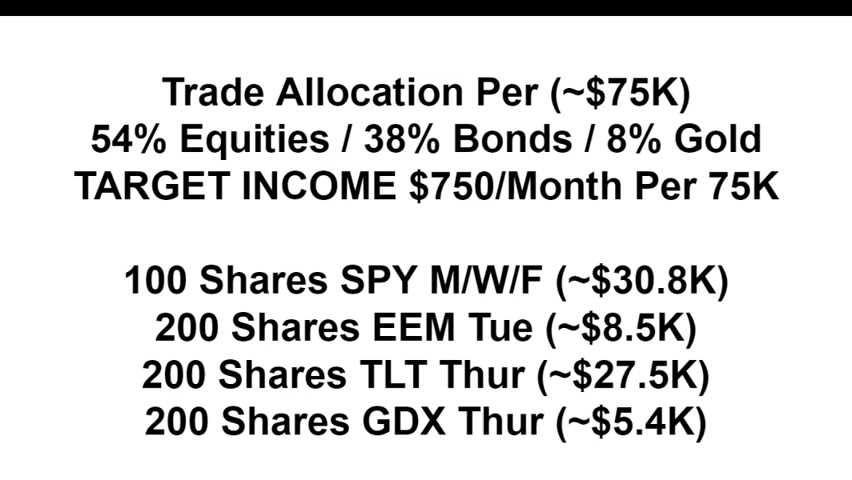 Trade Allocation Per (~$75K)
54% Equities / 38% Bonds / 8% Gold
TARGET INCOME $750/Month Per 75K
100 Shares SPY M/W/F (~$30.8K)
200 Shares EEM Tue (~$8.5K)
200 Shares TLT Thur (~$27.5K)
200 Shares GDX Thur (~$5.4K)